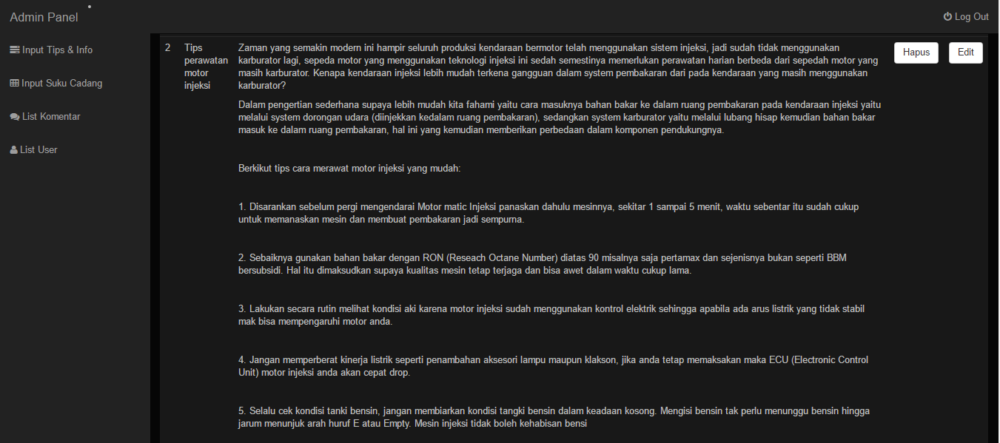 Admin Panel
Log Out
Input Tips & Info
Input Suku Cadang
List Komentar
List User
2
Tips
perawatan
motor
injeksi
Zaman yang semakin modern ini hampir seluruh produksi kendaraan bermotor telah menggunakan sistem injeksi, jadi sudah tidak menggunakan
karburator lagi, sepeda motor yang menggunakan teknologi injeksi ini sedah semestinya memerlukan perawatan harian berbeda dari sepedah motor yang
masih karburator. Kenapa kendaraan injeksi lebih mudah terkena gangguan dalam system pembakaran dari pada kendaraan yang masih menggunakan
karburator?
Dalam pengertian sederhana supaya lebih mudah kita fahami yaitu cara masuknya bahan bakar ke dalam ruang pembakaran pada kendaraan injeksi yaitu
melalui system dorongan udara (diinjekkan kedalam ruang pembakaran), sedangkan system karburator yaitu melalui lubang hisap kemudian bahan bakar
masuk ke dalam ruang pembakaran, hal ini yang kemudian memberikan perbedaan dalam komponen pendukungnya.
Berkikut tips cara merawat motor injeksi yang mudah:
1. Disarankan sebelum pergi mengendarai Motor matic Injeksi panaskan dahulu mesinnya, sekitar 1 sampai 5 menit, waktu sebentar itu sudah cukup
untuk memanaskan mesin dan membuat pembakaran jadi sempurna.
2. Sebaiknya gunakan bahan bakar dengan RON (Reseach Octane Number) diatas 90 misalnya saja pertamax dan sejenisnya bukan seperti BBM
bersubsidi. Hal itu dimaksudkan supaya kualitas mesin tetap terjaga dan bisa awet dalam waktu cukup lama.
3. Lakukan secara rutin melihat kondisi aki karena motor injeksi sudah menggunakan kontrol elektrik sehingga apabila ada arus listrik yang tidak stabil
mak bisa mempengaruhi motor anda.
4. Jangan memperberat kinerja listrik seperti penambahan aksesori lampu maupun klakson, jika anda tetap memaksakan maka ECU (Electronic Control
Unit) motor injeksi anda akan cepat drop.
5. Selalu cek kondisi tanki bensin, jangan membiarkan kondisi tangki bensin dalam keadaan kosong. Mengisi bensin tak perlu menunggu bensin hingga
jarum menunjuk arah huruf E atau Empty. Mesin injeksi tidak boleh kehabisan bensi
Hapus
Edit